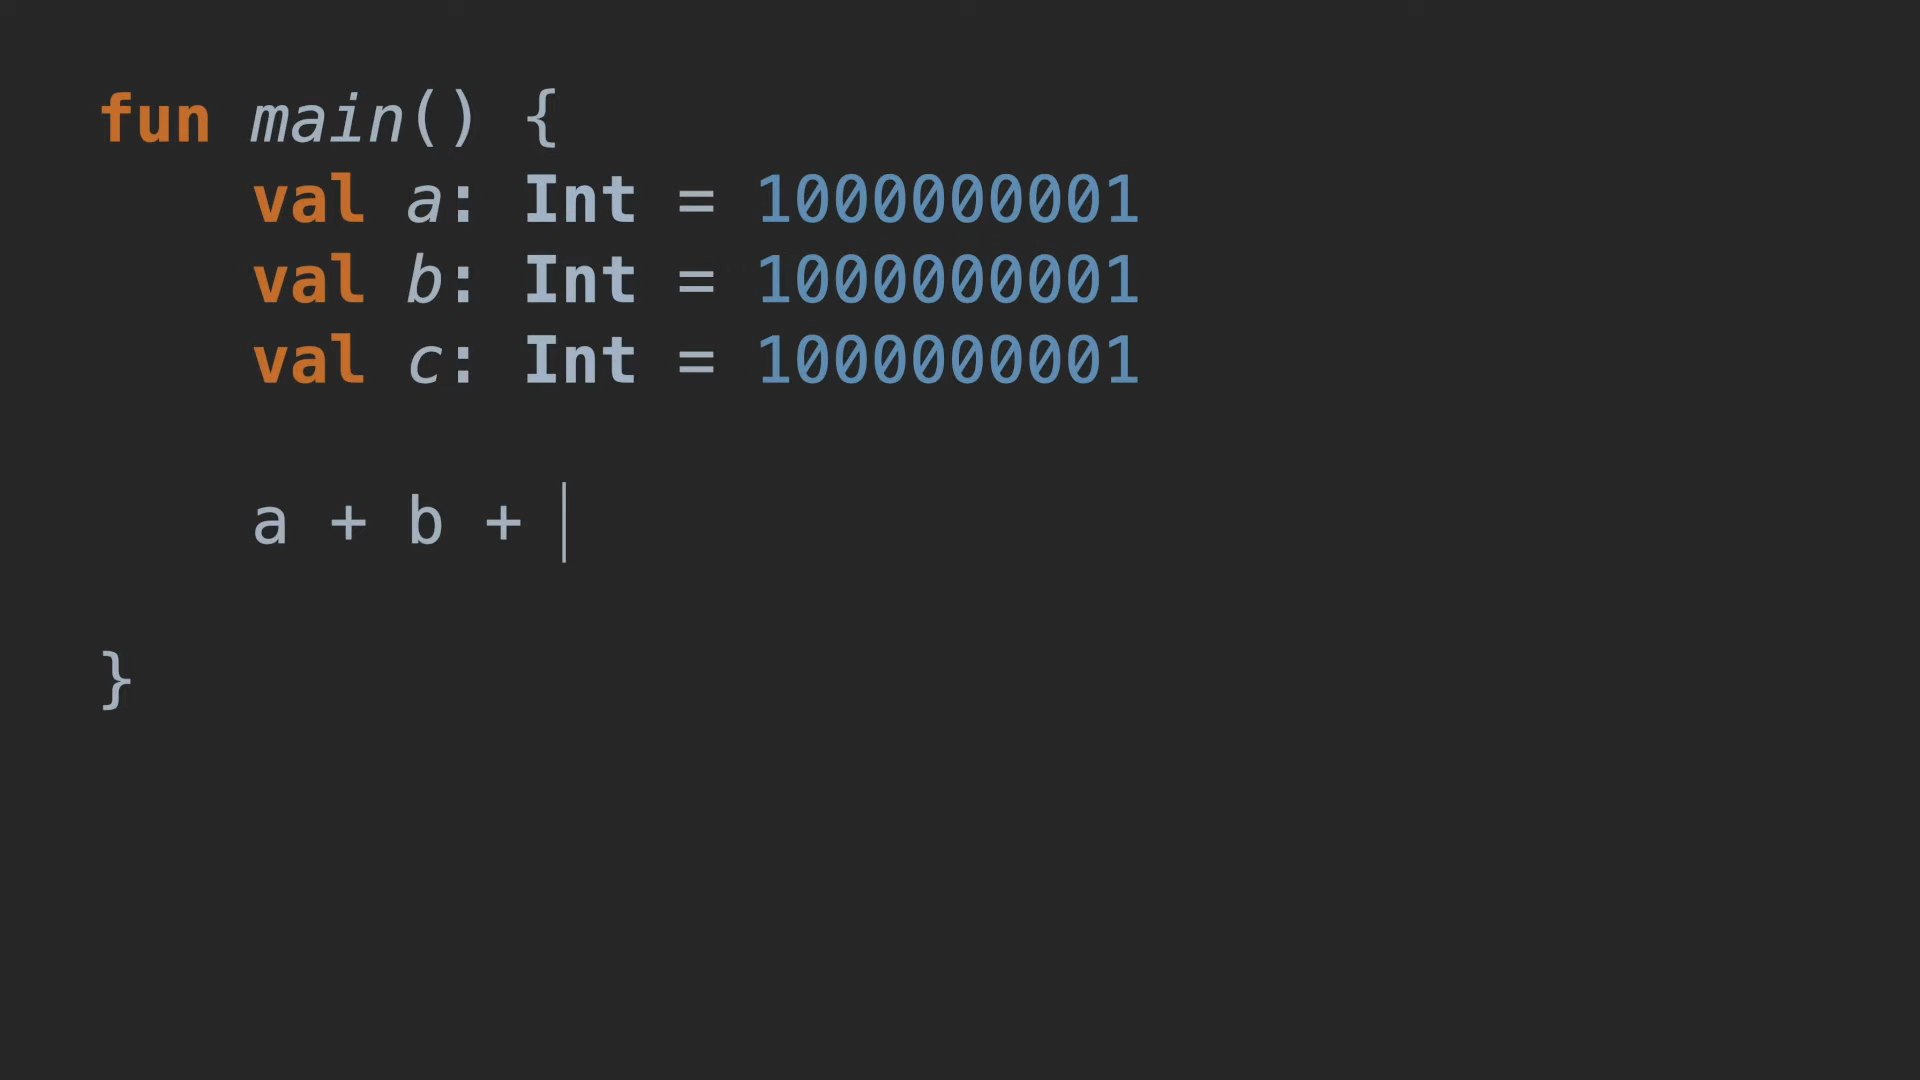 fun main() {
    val a: Int = 1000000001
    val b: Int = 1000000001
    val c: Int = 1000000001
    a + b +
}